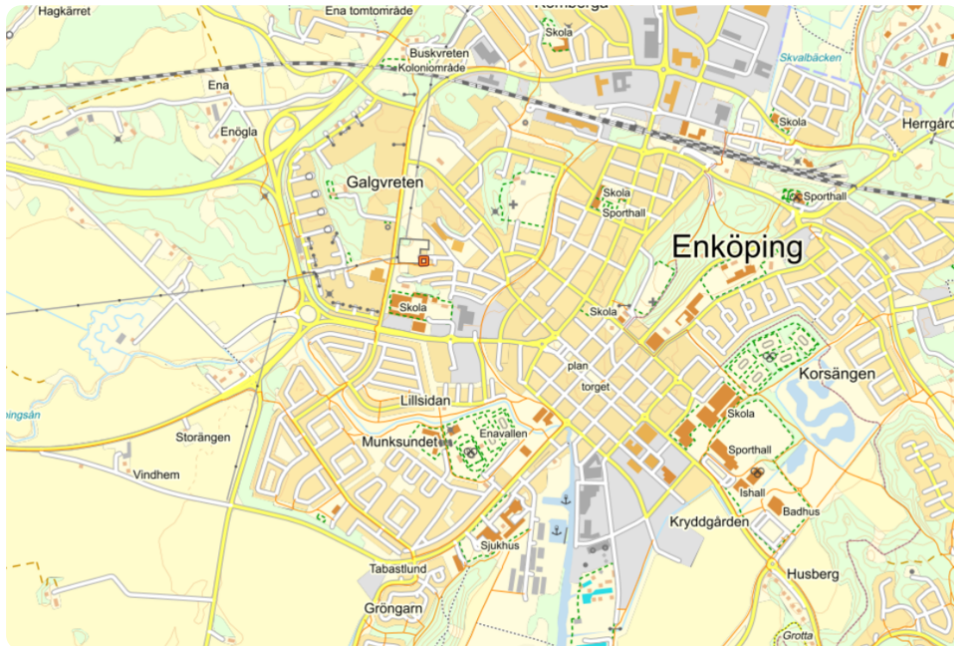 Hagkärret
Ena tomtområde
Romberga
Skola
Buskvreten
Koloniområde
Skvalbäcken
Ena
Enögla
Skola
Herrgård
Galgvreten
Skola
Sporthall
Sporthall
Enköping
Skola
Skola
plan
torget
Korsängen
Lillsidan
pingsån
Storängen
Munksundet
Enavallen
Skola
Sporthall
Vindhem
Ishall
Badhus
Kryddgården
Sjukhus
Tabastlund
Husberg
Gröngarn
Grotta